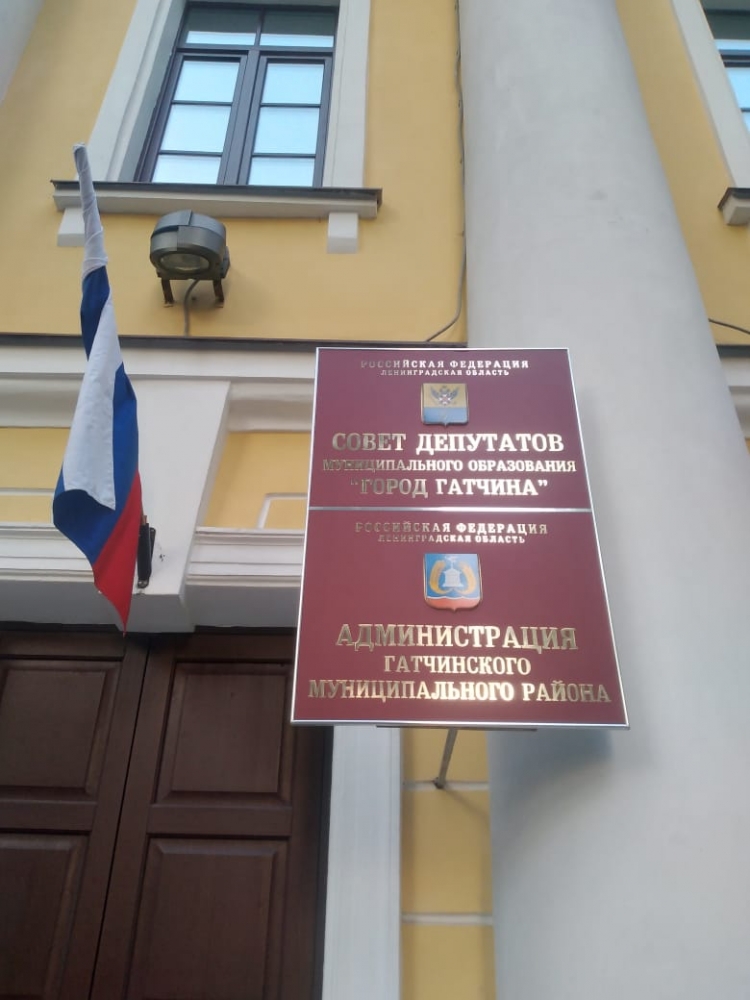 РОССИЙСКАЯ ФЕДЕРАЦИЯ
ЛЕНИНГРАДСКАЯ ОБЛАСТЬ
СОВЕТ ДЕПУТАТОВ
МУНИЦИПАЛЬНОГО ОБРАЗОВАНИЯ
"ГОРОД ГАТЧИНА"
РОССИЙСКАЯ ФЕДЕРАЦИЯ
ЛЕНИНГРАДСКАЯ ОБЛАСТЬ
АДМИНИСТРАЦИЯ
ГАТЧИНСКОГО
МУНИЦИПАЛЬНОГО РАЙОНА